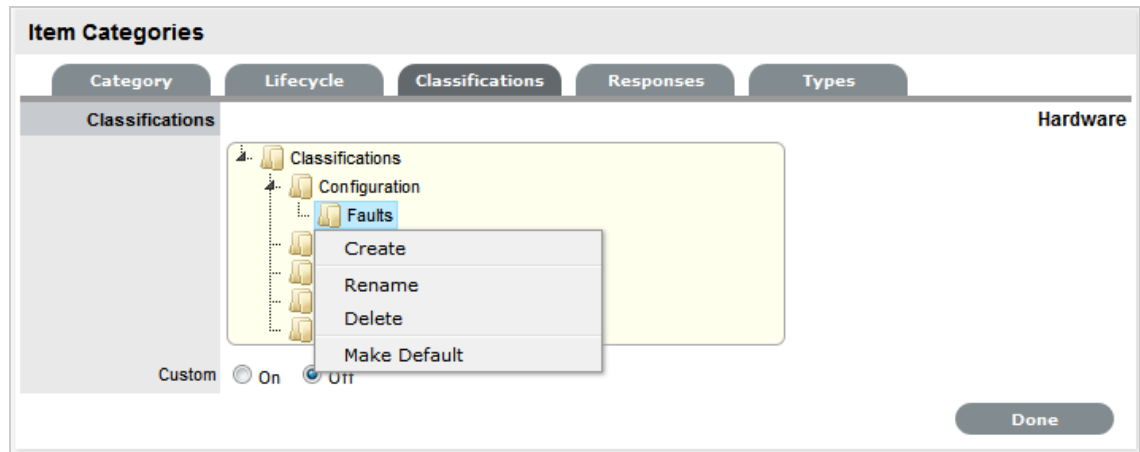 Item Categories
Category Lifecycle Classifications Responses Types
Classifications Hardware
Classifications
Configuration
Faults
Create
Rename
Delete
Make Default
Custom On Off
Done